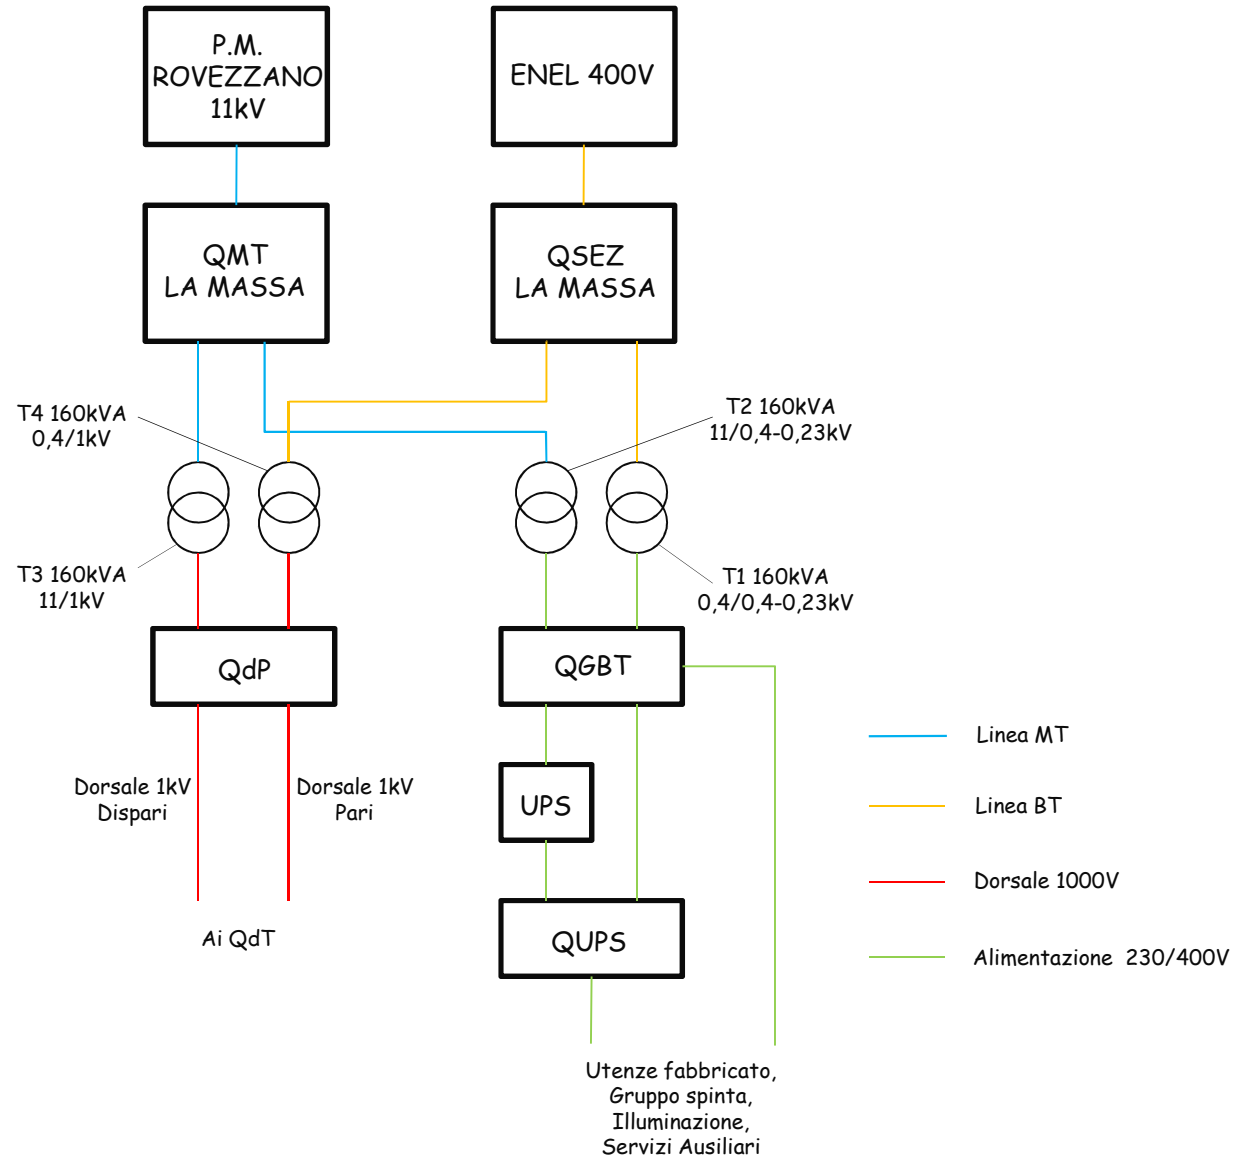 P.M.
ROVEZZANO
11kV
ENEL 400V
QMT
LA MASSA
QSEZ
LA MASSA
T4 160kVA
0,4/1kV
T2 160kVA
11/0,4-0,23kV
T3 160kVA
11/1kV
T1 160kVA
0,4/0,4-0,23kV
QdP
QGBT
Dorsale 1kV
Dispari
Dorsale 1kV
Pari
UPS
Ai QdT
QUPS
Utenze fabbricato,
Gruppo spinta,
Illuminazione,
Servizi Ausiliari
Linea MT
Linea BT
Dorsale 1000V
Alimentazione 230/400V